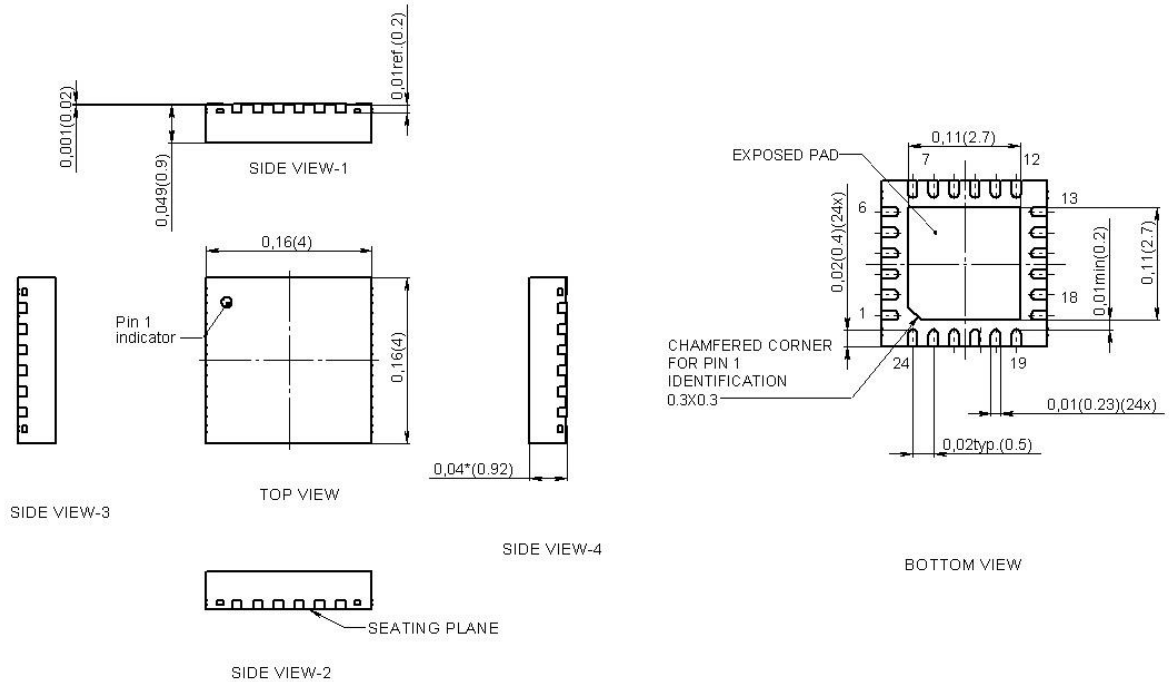 0,001(0.02)
0,049(0.9)
0,01ref.(0.2)
SIDE VIEW-1
0,16(4)
Pin 1
indicator
0,16(4)
TOP VIEW
SIDE VIEW-3
0,04*(0.92)
SIDE VIEW-4
SEATING PLANE
SIDE VIEW-2
0,11(2.7)
EXPOSED PAD
7
12
6
13
0,02(0.4)(24x)
0,01min(0.2)
0,11(2.7)
1
18
CHAMFERED CORNER
FOR PIN 1
IDENTIFICATION
0.3X0.3
24
19
0,01(0.23)(24x)
0,02typ.(0.5)
BOTTOM VIEW